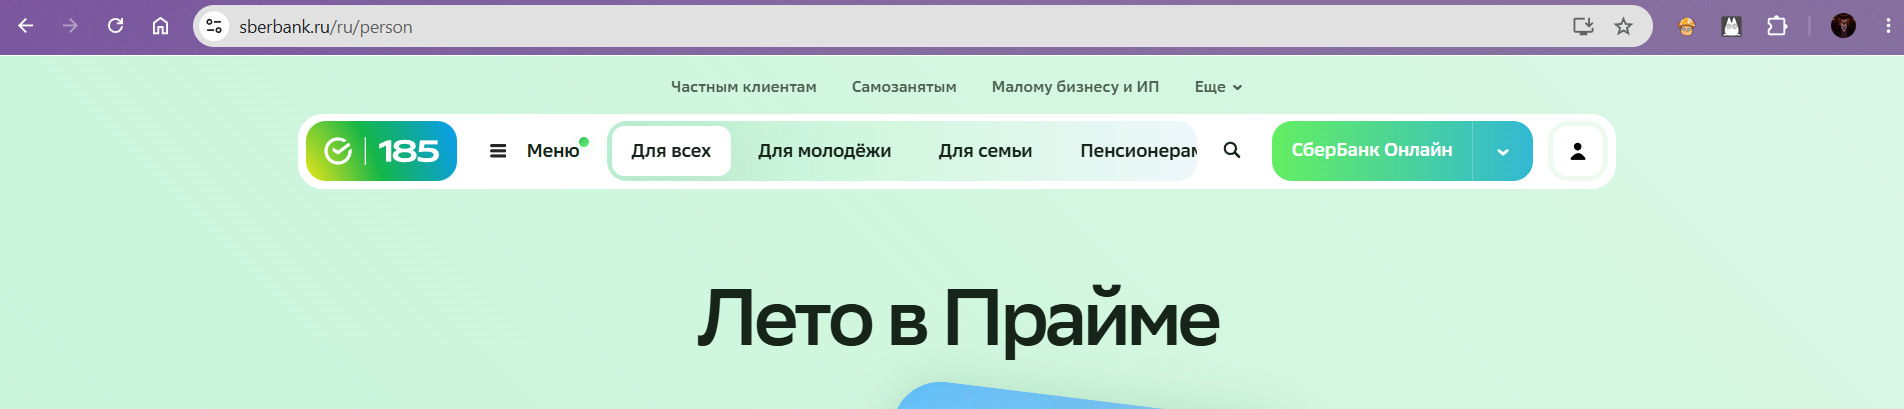 sberbank.ru/ru/person
Частным клиентам Самозанятым Малому бизнесу и ИП Еще
185 Меню Для всех Для молодёжи Для семьи Пенсионерам СберБанк Онлайн
Лето в Прайме